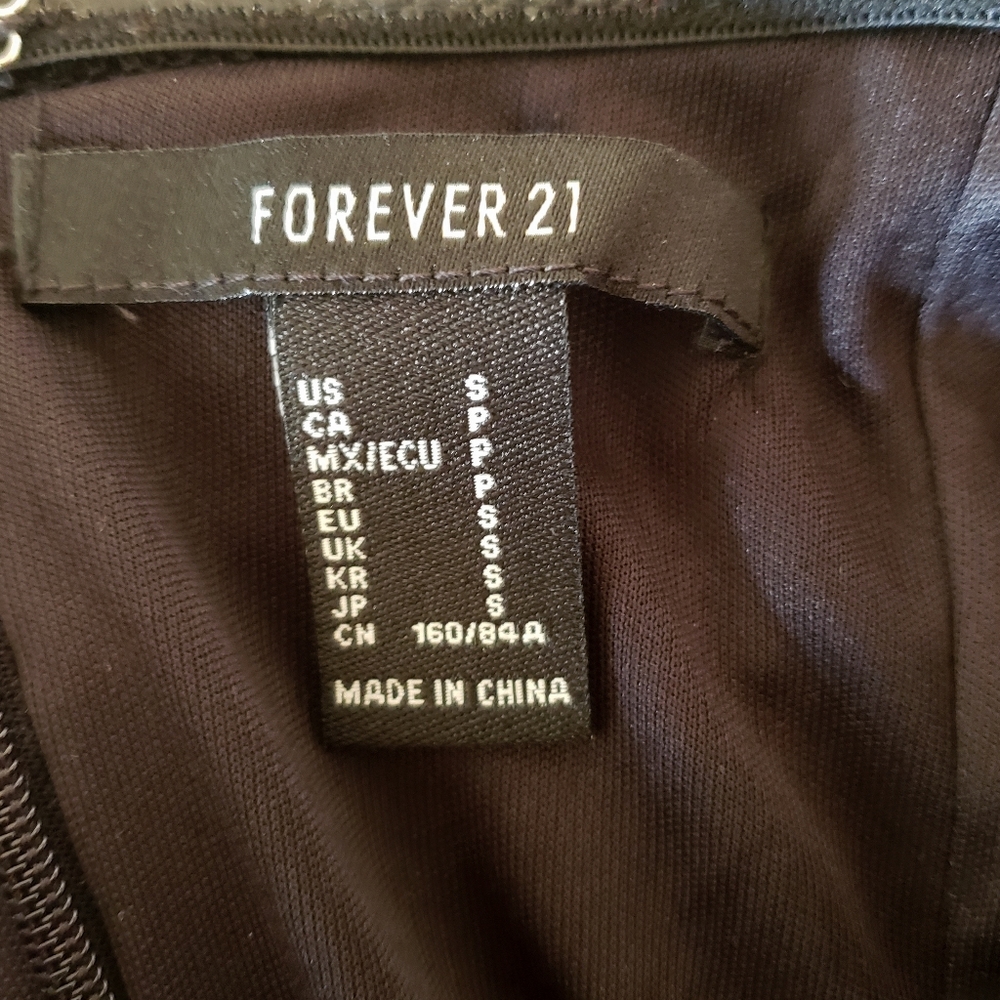 FOREVER 21
US S
CA P
MX/ECU P
BR P
EU S
UK S
KR S
JP S
CN 160/84A
MADE IN CHINA